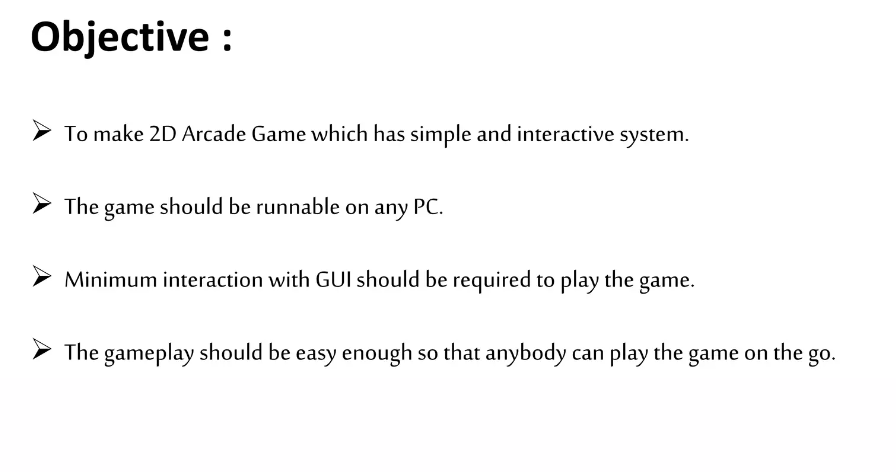 Objective :
➢ To make 2D Arcade Game which has simple and interactive system.
➢ The game should be runnable on any PC.
➢ Minimum interaction with GUI should be required to play the game.
➢ The gameplay should be easy enough so that anybody can play the game on the go.